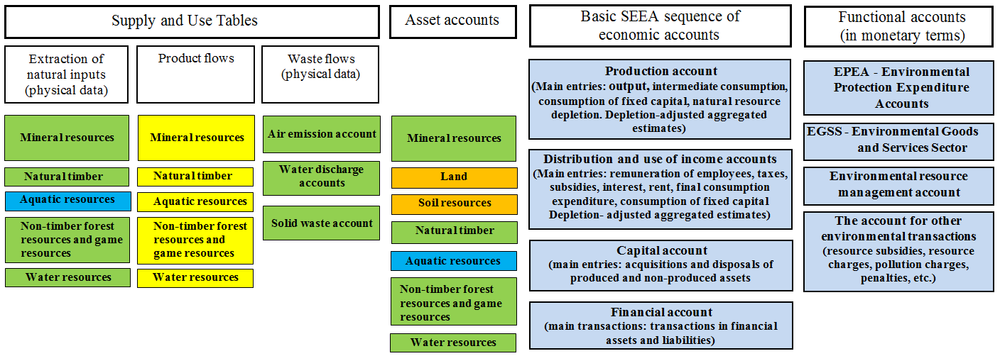 Supply and Use Tables
Extraction of
natural inputs
(physical data)
Mineral resources
Natural timber
Aquatic resources
Non-timber forest
resources and game
resources
Water resources
Product flows
Mineral resources
Natural timber
Aquatic resources
Non-timber forest
resources and
game resources
Water resources
Waste flows
(physical data)
Air emission account
Water discharge
accounts
Solid waste account
Asset accounts
Mineral resources
Land
Soil resources
Natural timber
Aquatic resources
Non-timber forest
resources and game
resources
Water resources
Basic SEEA sequence of
economic accounts
Production account
(Main entries: output, intermediate consumption,
consumption of fixed capital, natural resource
depletion. Depletion-adjusted aggregated
estimates)
Distribution and use of income accounts
(Main entries: remuneration of employees, taxes,
subsidies, interest, rent, final consumption
expenditure, consumption of fixed capital
Depletion- adjusted aggregated estimates)
Capital account
(main entries: acquisitions and disposals of
produced and non-produced assets
Financial account
(main transactions: transactions in financial
assets and liabilities)
Functional accounts
(in monetary terms)
EPEA - Environmental
Protection Expenditure
Accounts
EGSS - Environmental Goods
and Services Sector
Environmental resource
management account
The account for other
environmental transactions
(resource subsidies, resource
charges, pollution charges,
penalties, etc.)